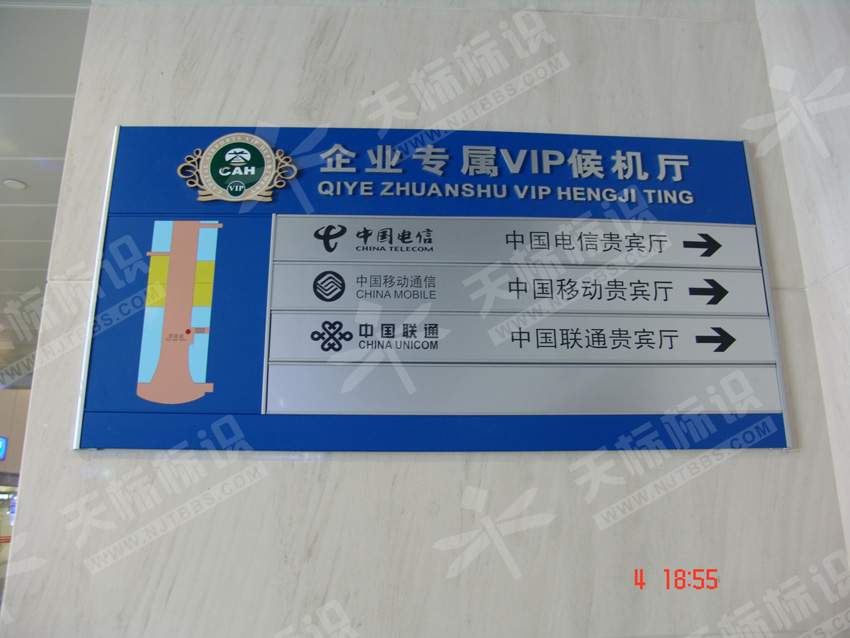 企业专属VIP候机厅
QIYE ZHUANSHU VIP HENGJI TING
CAH
VIP
中国电信
CHINA TELECOM
中国电信贵宾厅
中国移动通信
CHINA MOBILE
中国移动贵宾厅
中国联通
CHINA UNICOM
中国联通贵宾厅
4 18:55
天标标识
WWW.NJTBBS.COM